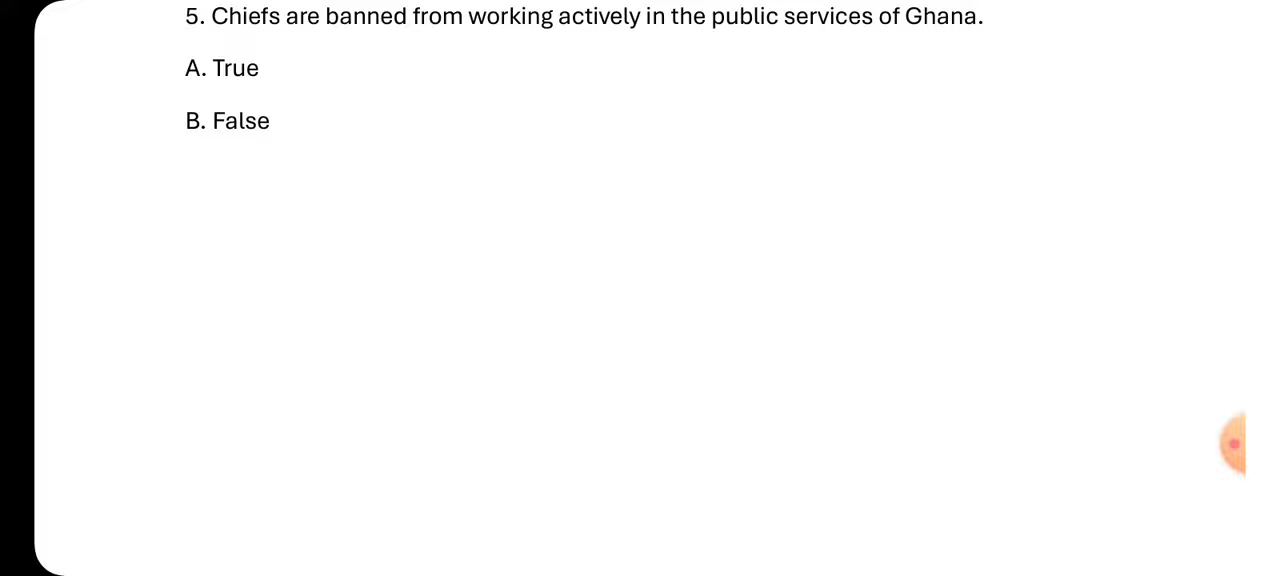 5. Chiefs are banned from working actively in the public services of Ghana.
A. True
B. False